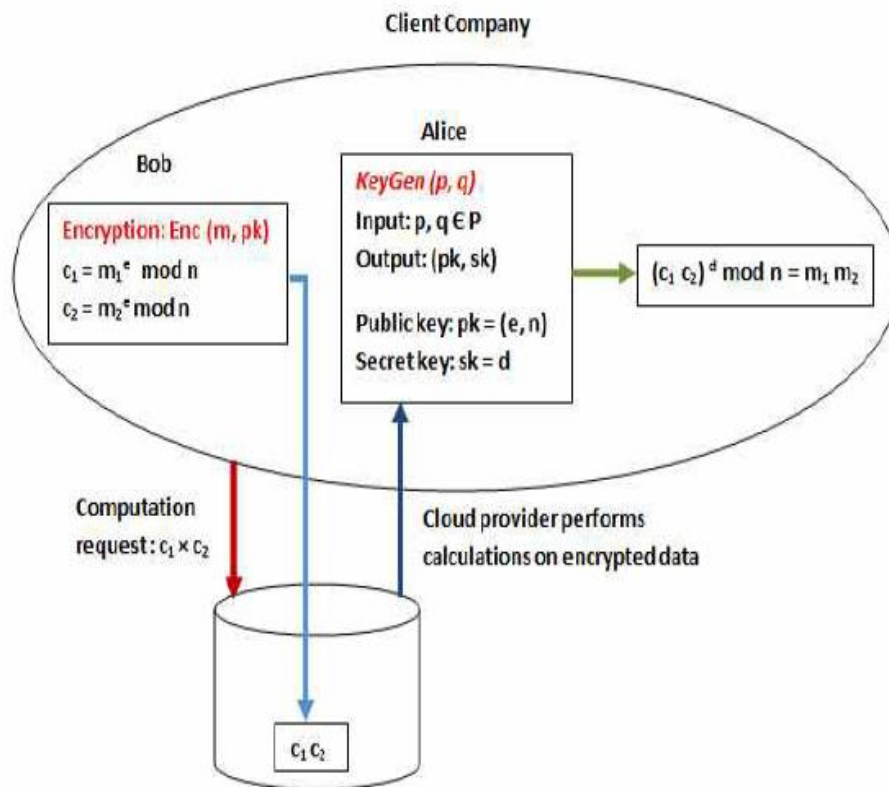 Client Company
Alice
Bob
KeyGen (p, q)
Input: p, q Є P
Output: (pk, sk)
Public key: pk = (e, n)
Secret key: sk = d
Encryption: Enc (m, pk)
c₁ = m₁ᵉ mod n
c₂ = m₂ᵉ mod n
(c₁ c₂) ᵈ mod n = m₁ m₂
Computation
request: c₁ × c₂
Cloud provider performs
calculations on encrypted data
c₁ c₂